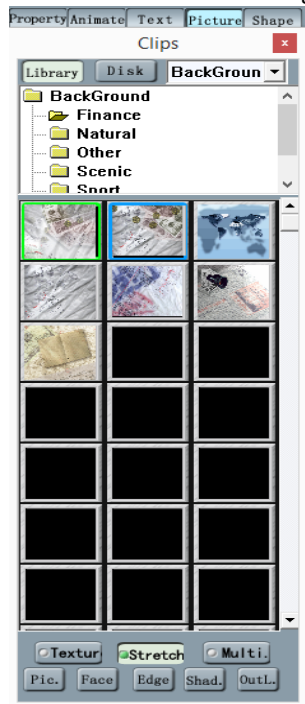 Property Animate Text Picture Shape
Clips x
Library Disk BackGroun
BackGround
Finance
Natural
Other
Scenic
Sport
Textur Stretch Multi.
Pic. Face Edge Shad. OutL.